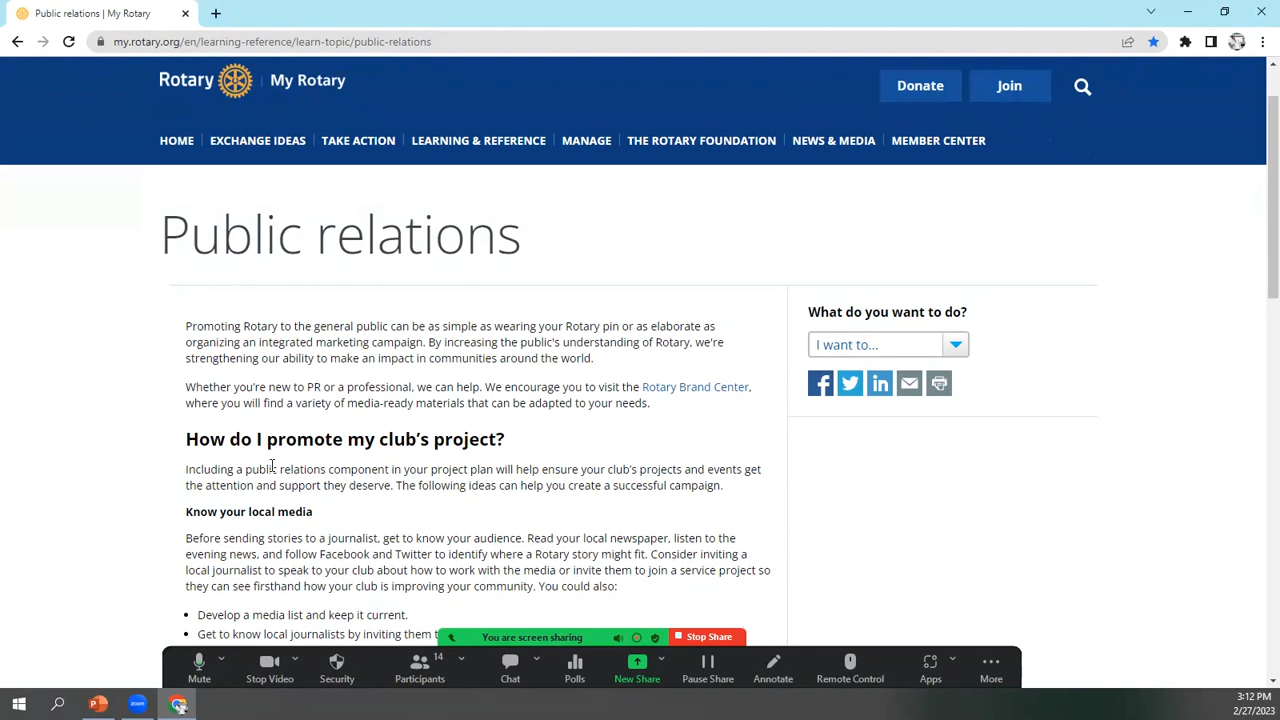 Public relations | My Rotary
my.rotary.org/en/learning-reference/learn-topic/public-relations
Rotary | My Rotary
Donate
Join
HOME
EXCHANGE IDEAS
TAKE ACTION
LEARNING & REFERENCE
MANAGE
THE ROTARY FOUNDATION
NEWS & MEDIA
MEMBER CENTER
Public relations
Promoting Rotary to the general public can be as simple as wearing your Rotary pin or as elaborate as
organizing an integrated marketing campaign. By increasing the public's understanding of Rotary, we're
strengthening our ability to make an impact in communities around the world.
Whether you're new to PR or a professional, we can help. We encourage you to visit the Rotary Brand Center,
where you will find a variety of media-ready materials that can be adapted to your needs.
How do I promote my club's project?
Including a public relations component in your project plan will help ensure your club's projects and events get
the attention and support they deserve. The following ideas can help you create a successful campaign.
Know your local media
Before sending stories to a journalist, get to know your audience. Read your local newspaper, listen to the
evening news, and follow Facebook and Twitter to identify where a Rotary story might fit. Consider inviting a
local journalist to speak to your club about how to work with the media or invite them to join a service project so
they can see firsthand how your club is improving your community. You could also:
• Develop a media list and keep it current.
• Get to know local journalists by inviting them
What do you want to do?
I want to...
You are screen sharing
Stop Share
Mute
Stop Video
Security
14
Participants
Chat
Polls
New Share
Pause Share
Annotate
Remote Control
Apps
More
zoom
3:12 PM
2/27/2023